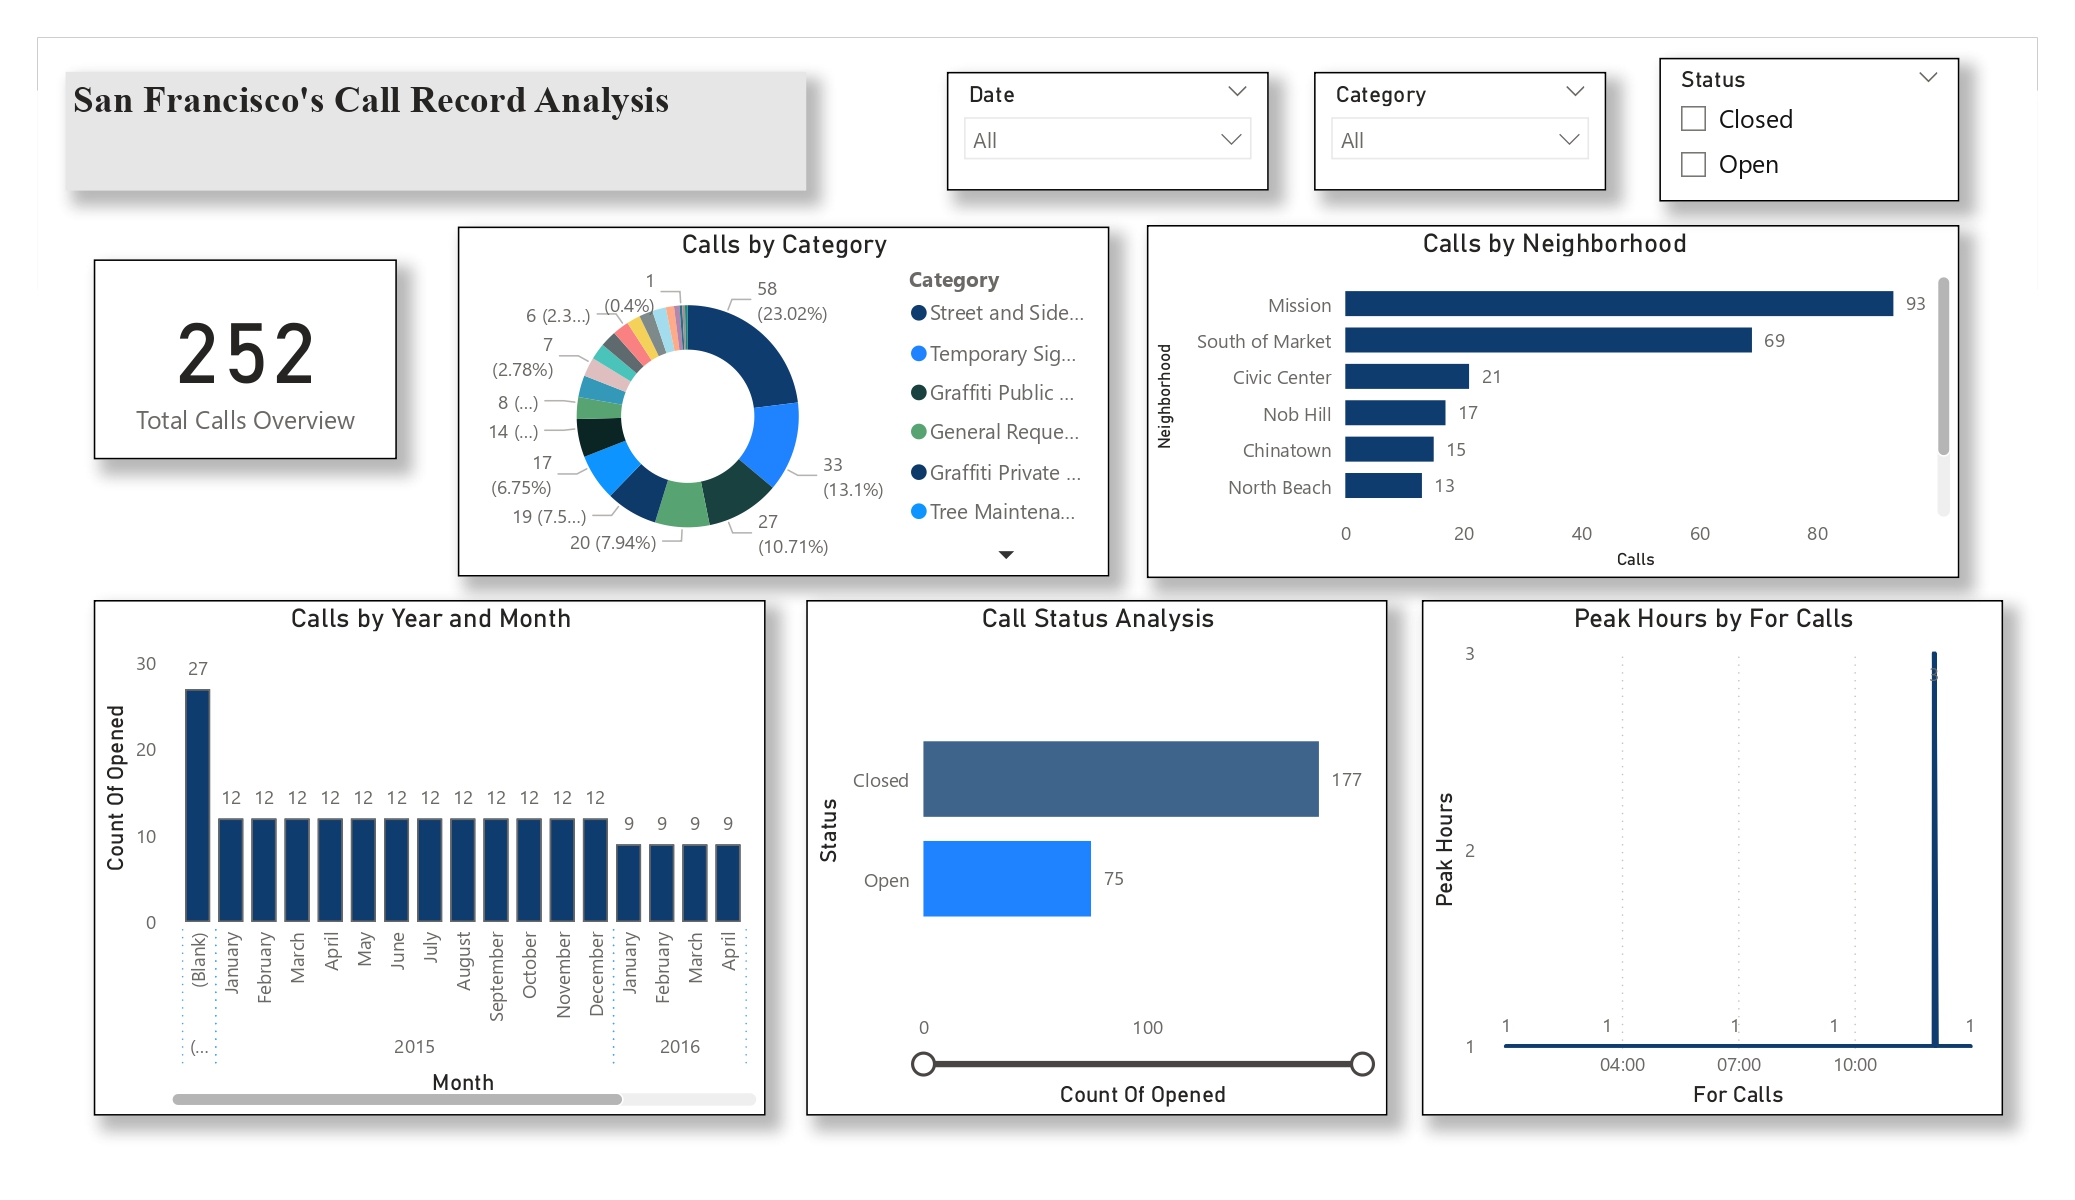 San Francisco's Call Record Analysis
Date
All
Category
All
Status
Closed
Open
252
Total Calls Overview
Calls by Category
1
(0.4%)
6 (2.3...)
7
(2.78%)
8 (...)
14 (...)
17
(6.75%)
19 (7.5...)
20 (7.94%)
58
(23.02%)
33
(13.1%)
27
(10.71%)
Category
Street and Side...
Temporary Sig...
Graffiti Public ...
General Reque...
Graffiti Private ...
Tree Maintena...
Calls by Neighborhood
Neighborhood
Mission 93
South of Market 69
Civic Center 21
Nob Hill 17
Chinatown 15
North Beach 13
0 20 40 60 80
Calls
Calls by Year and Month
Count Of Opened
30
20
10
0
27 12 12 12 12 12 12 12 12 12 12 12 12 9 9 9 9
(Blank) January February March April May June July August September October November December January February March April
(... 2015 2016
Month
Call Status Analysis
Status
Closed 177
Open 75
0 100
Count Of Opened
Peak Hours by For Calls
Peak Hours
3
2
1
3
1 1 1 1 1
04:00 07:00 10:00
For Calls